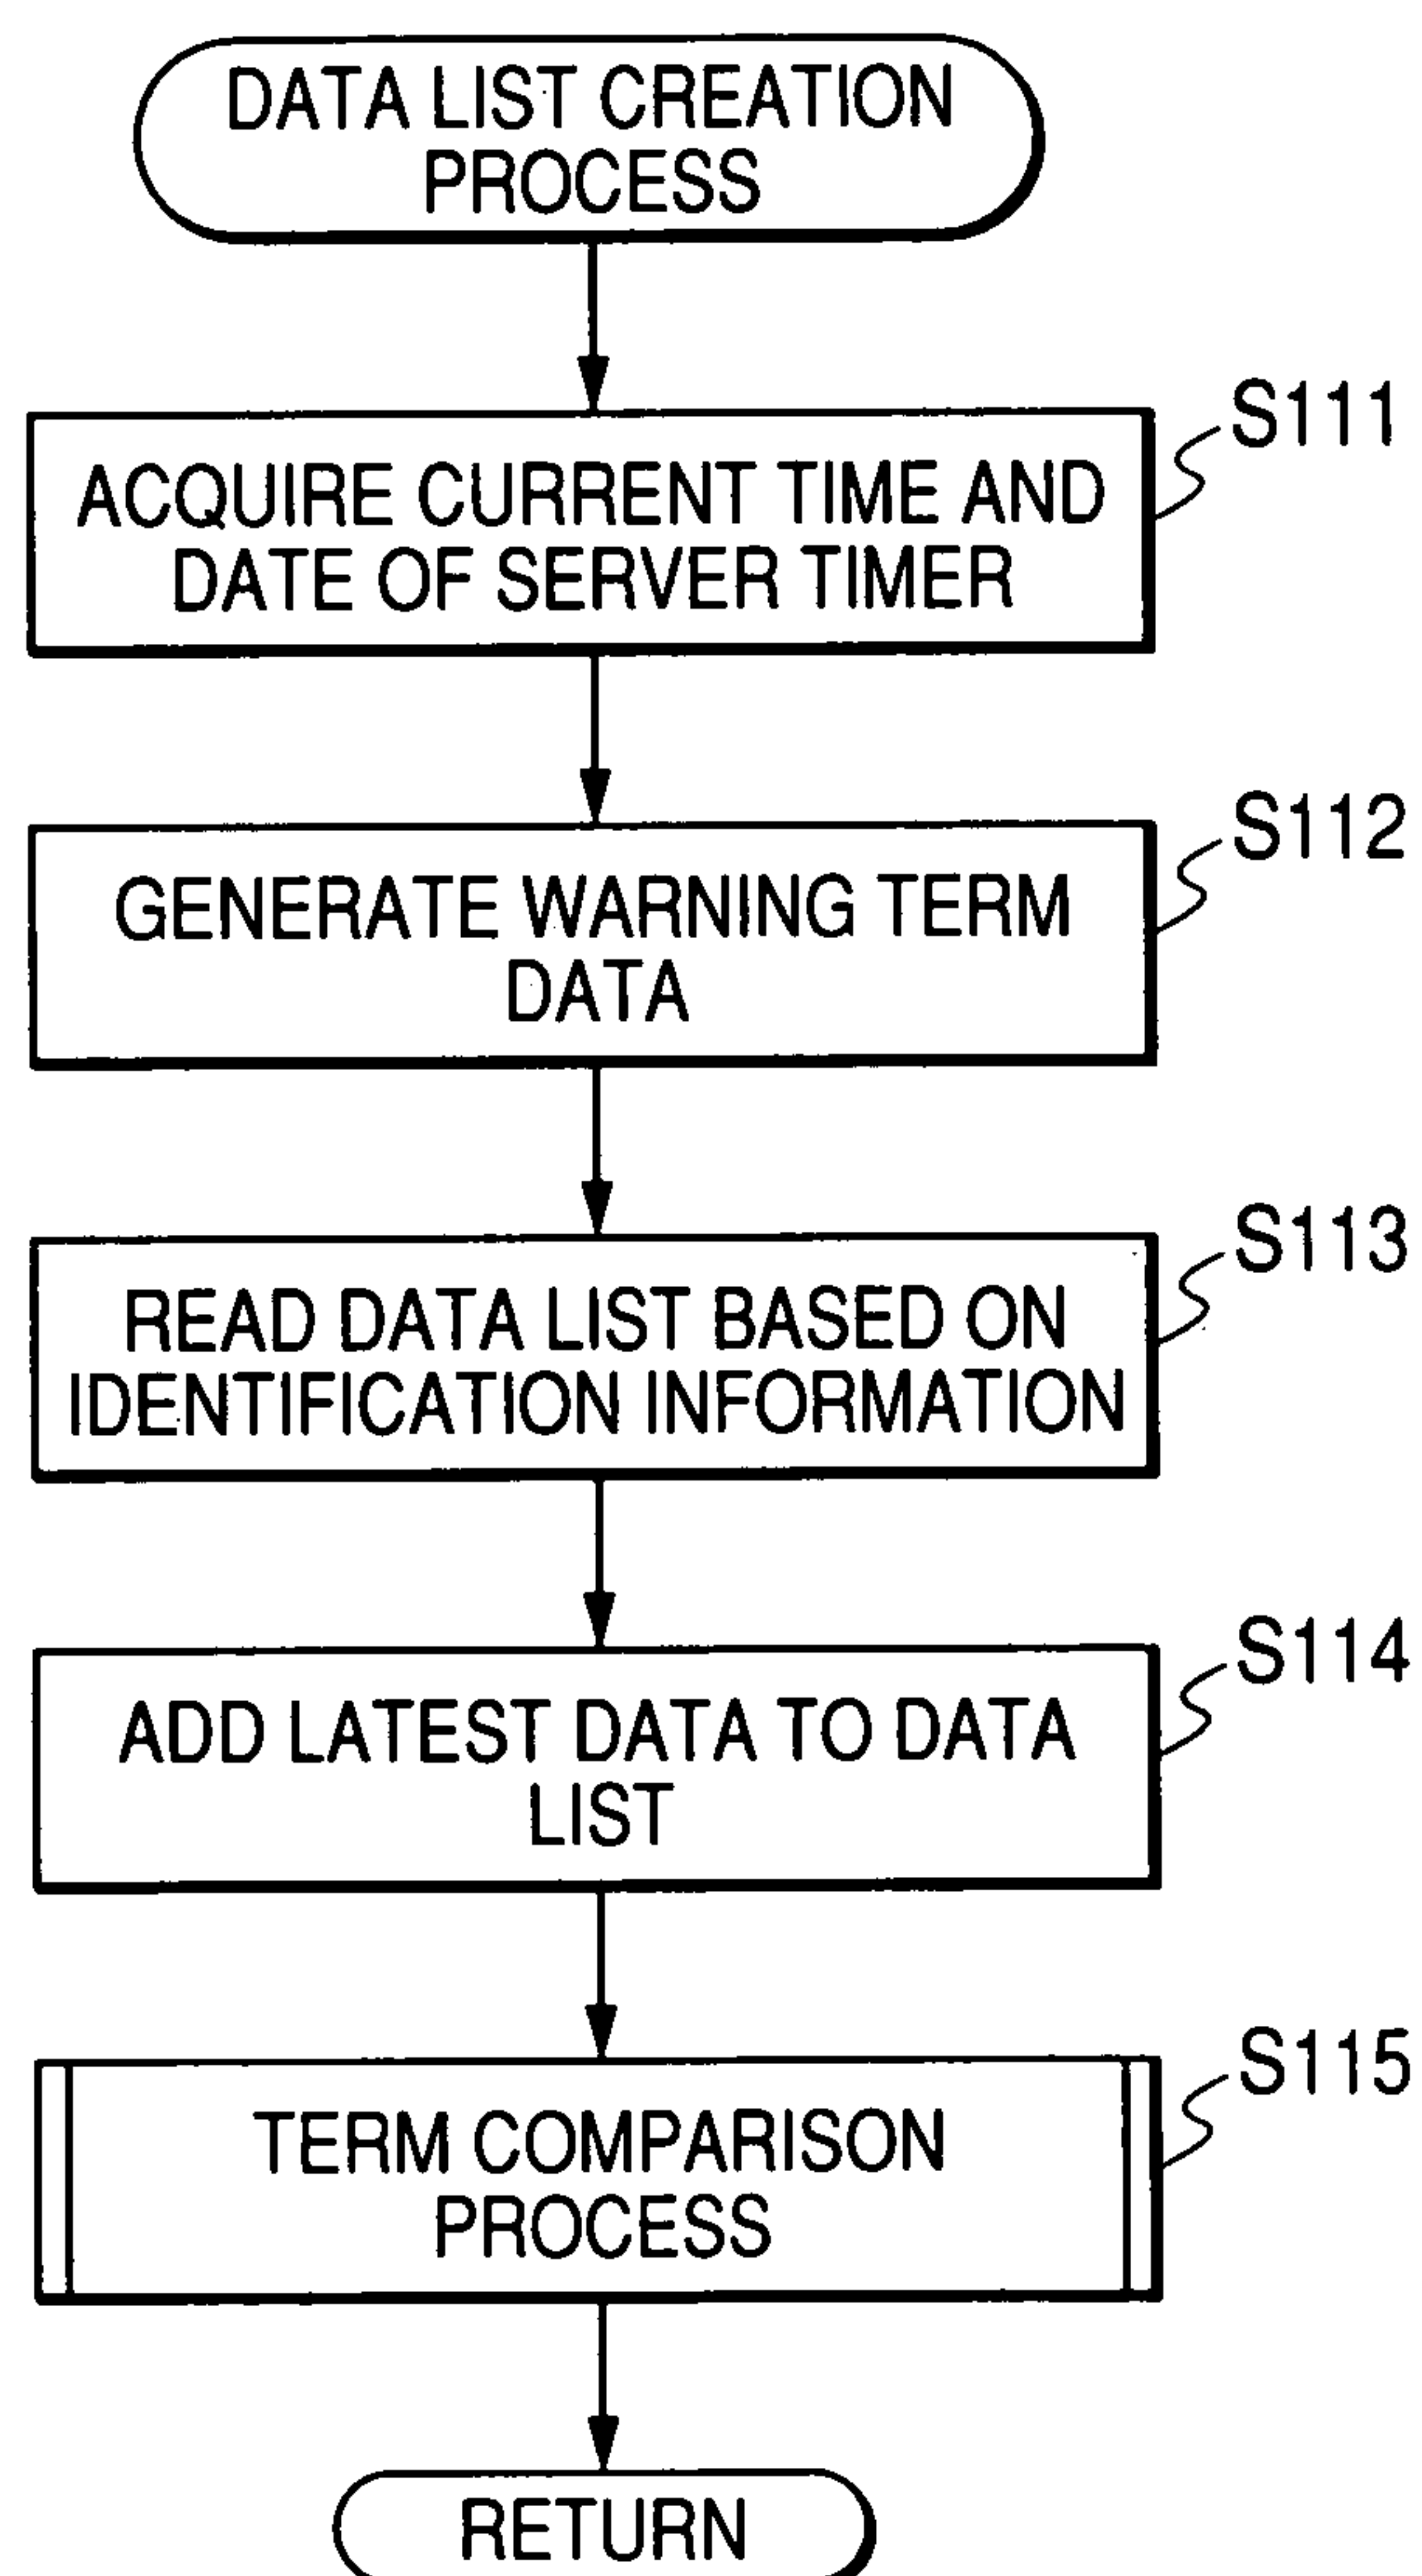 DATA LIST CREATION
PROCESS
S111
ACQUIRE CURRENT TIME AND
DATE OF SERVER TIMER
S112
GENERATE WARNING TERM
DATA
S113
READ DATA LIST BASED ON
IDENTIFICATION INFORMATION
S114
ADD LATEST DATA TO DATA
LIST
S115
TERM COMPARISON
PROCESS
RETURN